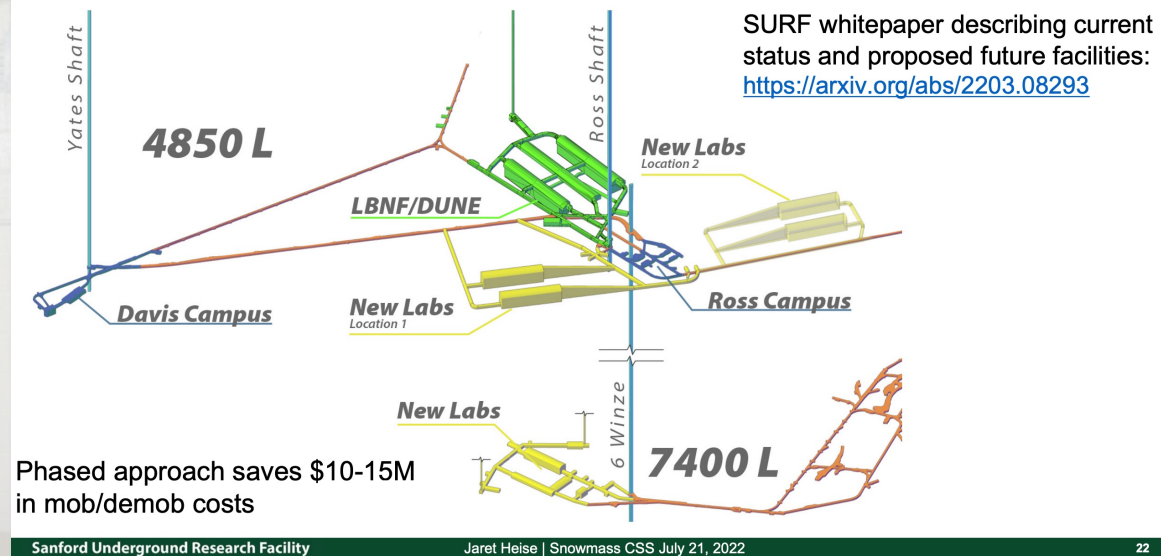 SURF whitepaper describing current
status and proposed future facilities:
https://arxiv.org/abs/2203.08293
Yates Shaft
4850 L
Ross Shaft
New Labs
Location 2
LBNF/DUNE
Davis Campus
New Labs
Location 1
Ross Campus
New Labs
6 Winze
7400 L
Phased approach saves $10-15M
in mob/demob costs
Sanford Underground Research Facility
Jaret Heise | Snowmass CSS July 21, 2022
22